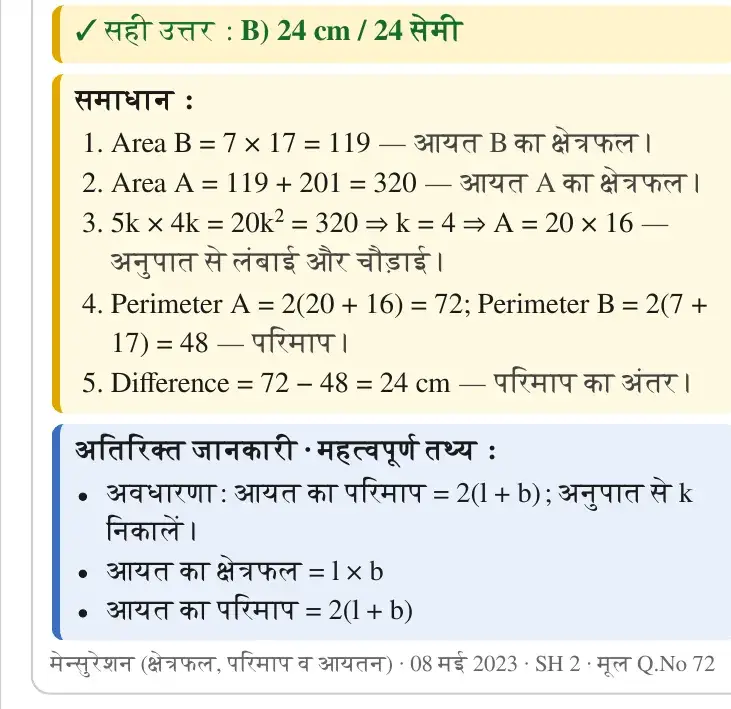 ✓ सही उत्तर : B) 24 cm / 24 सेमी
समाधान :
1. Area B = 7 × 17 = 119 — आयत B का क्षेत्रफल।
2. Area A = 119 + 201 = 320 — आयत A का क्षेत्रफल।
3. 5k × 4k = 20k² = 320 ⇒ k = 4 ⇒ A = 20 × 16 —
अनुपात से लंबाई और चौड़ाई।
4. Perimeter A = 2(20 + 16) = 72; Perimeter B = 2(7 +
17) = 48 — परिमाप।
5. Difference = 72 − 48 = 24 cm — परिमाप का अंतर।
अतिरिक्त जानकारी · महत्वपूर्ण तथ्य :
• अवधारणा: आयत का परिमाप = 2(l + b); अनुपात से k
निकालें।
• आयत का क्षेत्रफल = l × b
• आयत का परिमाप = 2(l + b)
मेन्सुरेशन (क्षेत्रफल, परिमाप व आयतन) · 08 मई 2023 · SH 2 · मूल Q.No 72